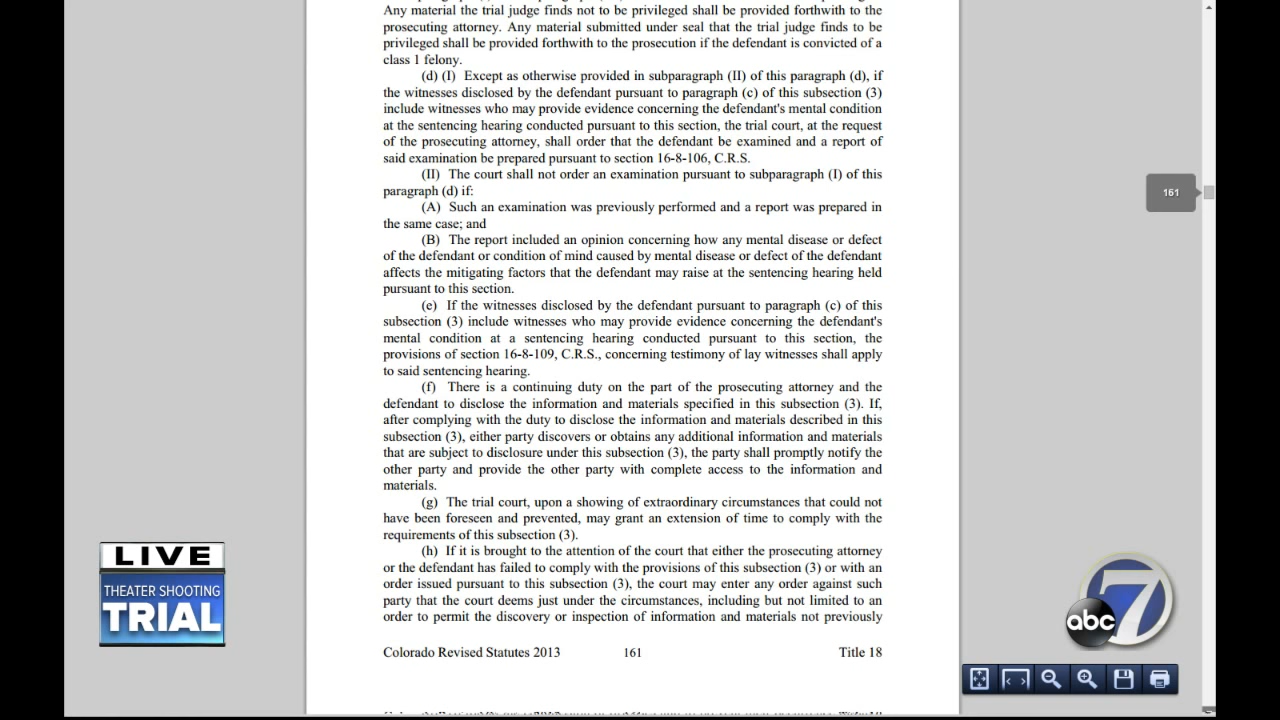 Any material the trial judge finds not to be privileged shall be provided forthwith to the
prosecuting attorney. Any material submitted under seal that the trial judge finds to be
privileged shall be provided forthwith to the prosecution if the defendant is convicted of a
class 1 felony.
(d) (I) Except as otherwise provided in subparagraph (II) of this paragraph (d), if
the witnesses disclosed by the defendant pursuant to paragraph (c) of this subsection (3)
include witnesses who may provide evidence concerning the defendant's mental condition
at the sentencing hearing conducted pursuant to this section, the trial court, at the request
of the prosecuting attorney, shall order that the defendant be examined and a report of
said examination be prepared pursuant to section 16-8-106, C.R.S.
(II) The court shall not order an examination pursuant to subparagraph (I) of this
paragraph (d) if:
(A) Such an examination was previously performed and a report was prepared in
the same case; and
(B) The report included an opinion concerning how any mental disease or defect
of the defendant or condition of mind caused by mental disease or defect of the defendant
affects the mitigating factors that the defendant may raise at the sentencing hearing held
pursuant to this section.
(e) If the witnesses disclosed by the defendant pursuant to paragraph (c) of this
subsection (3) include witnesses who may provide evidence concerning the defendant's
mental condition at a sentencing hearing conducted pursuant to this section, the
provisions of section 16-8-109, C.R.S., concerning testimony of lay witnesses shall apply
to said sentencing hearing.
(f) There is a continuing duty on the part of the prosecuting attorney and the
defendant to disclose the information and materials specified in this subsection (3). If,
after complying with the duty to disclose the information and materials described in this
subsection (3), either party discovers or obtains any additional information and materials
that are subject to disclosure under this subsection (3), the party shall promptly notify the
other party and provide the other party with complete access to the information and
materials.
(g) The trial court, upon a showing of extraordinary circumstances that could not
have been foreseen and prevented, may grant an extension of time to comply with the
requirements of this subsection (3).
(h) If it is brought to the attention of the court that either the prosecuting attorney
or the defendant has failed to comply with the provisions of this subsection (3) or with an
order issued pursuant to this subsection (3), the court may enter any order against such
party that the court deems just under the circumstances, including but not limited to an
order to permit the discovery or inspection of information and materials not previously
Colorado Revised Statutes 2013 161 Title 18
161
LIVE
THEATER SHOOTING
TRIAL
abc 7